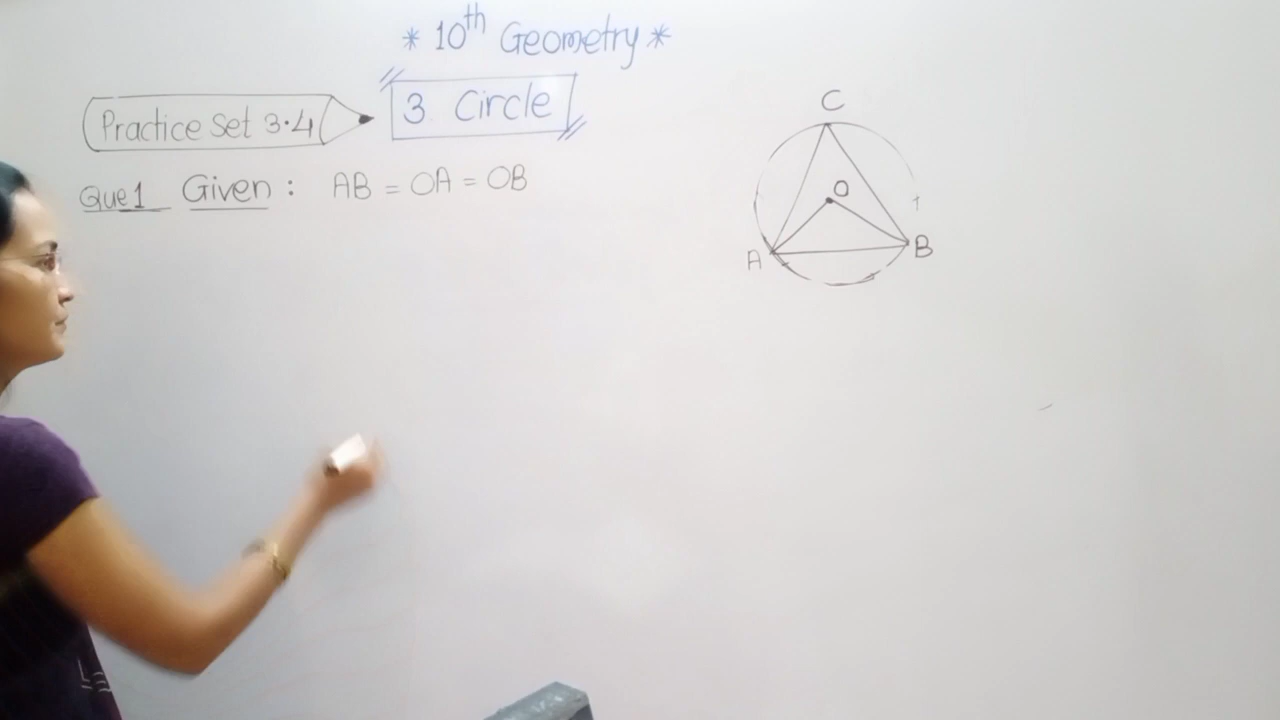 * 10th Geometry *
Practice Set 3.4
3 Circle
Que 1 Given : AB = OA = OB
C
O
A
B